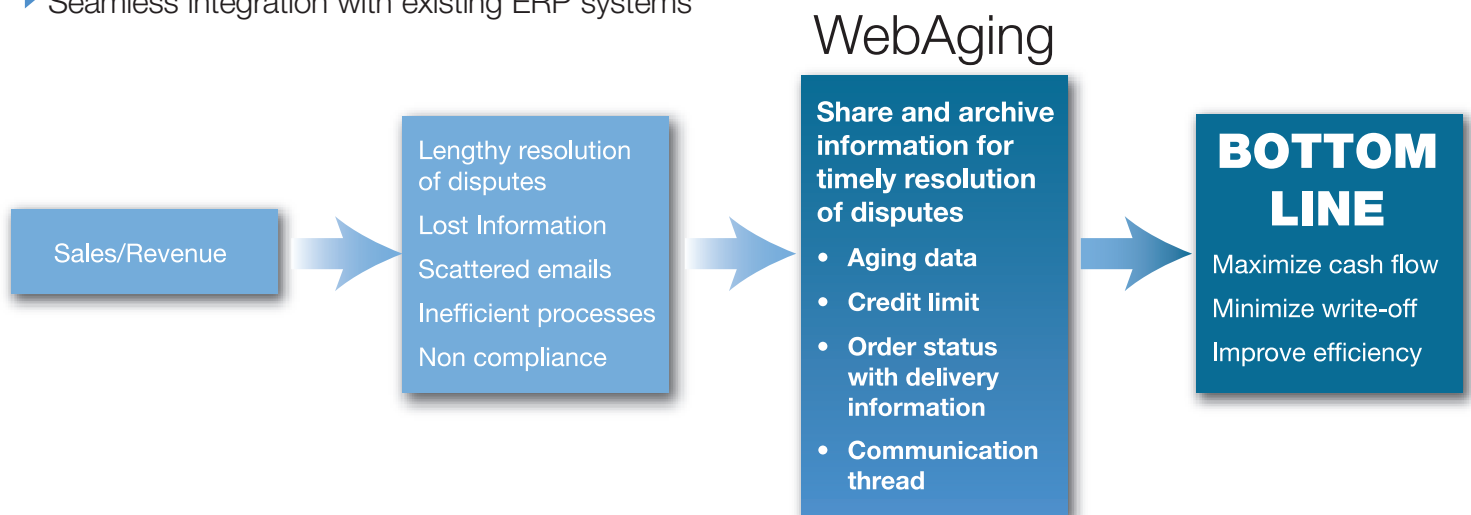 Seamless integration with existing ERP systems
WebAging
Sales/Revenue
Lengthy resolution
of disputes
Lost Information
Scattered emails
Inefficient processes
Non compliance
Share and archive
information for
timely resolution
of disputes
• Aging data
• Credit limit
• Order status
with delivery
information
• Communication
thread
BOTTOM
LINE
Maximize cash flow
Minimize write-off
Improve efficiency